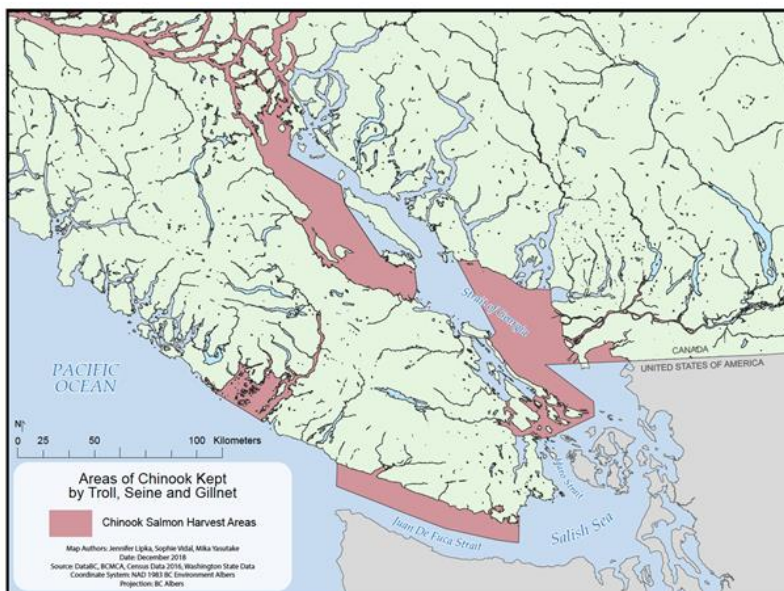 Strait of Georgia
CANADA
UNITED STATES OF AMERICA
PACIFIC
OCEAN
N
0 25 50 100 Kilometers
Areas of Chinook Kept
by Troll, Seine and Gillnet
Chinook Salmon Harvest Areas
Map Authors: Jennifer Lipka, Sophie Vidal, Mika Yasutake
Date: December 2018
Source: DataBC, BCMCA, Census Data 2016, Washington State Data
Coordinate System: NAD 1983 BC Environment Albers
Projection: BC Albers
Haro Strait
Salish Sea
Juan De Fuca Strait